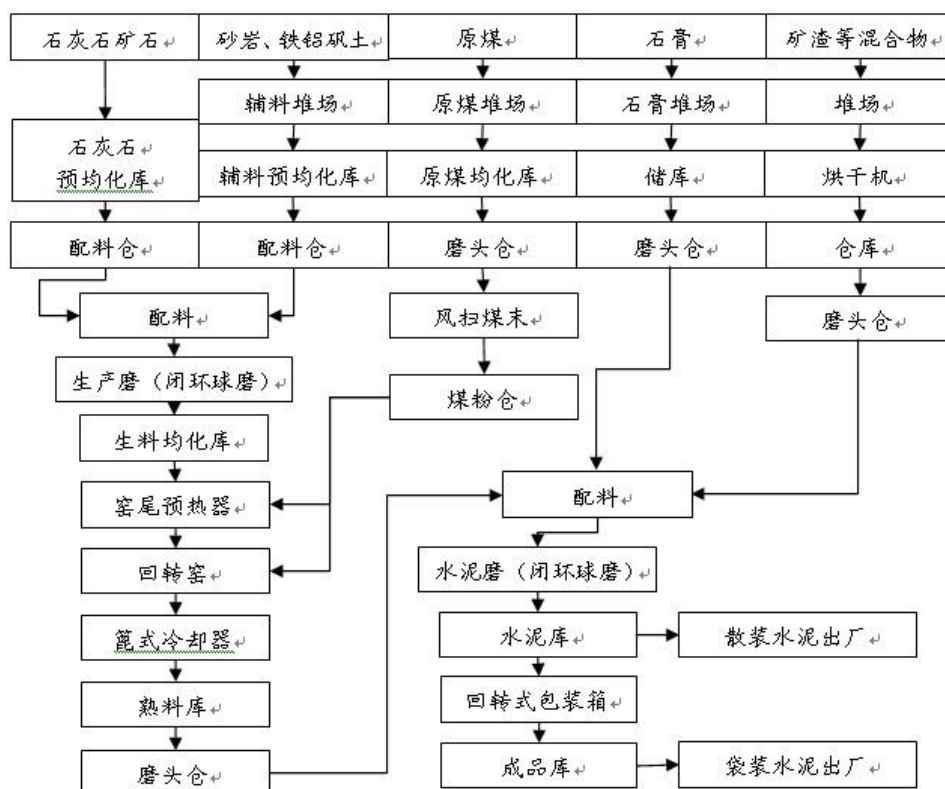 石灰石矿石
砂岩、铁铝矾土
原煤
石膏
矿渣等混合物
辅料堆场
原煤堆场
石膏堆场
堆场
石灰石
预均化库
辅料预均化库
原煤均化库
储库
烘干机
配料仓
配料仓
磨头仓
磨头仓
仓库
配料
风扫煤末
磨头仓
生产磨（闭环球磨）
煤粉仓
生料均化库
窑尾预热器
配料
回转窑
水泥磨（闭环球磨）
篦式冷却器
水泥库
散装水泥出厂
熟料库
回转式包装箱
磨头仓
成品库
袋装水泥出厂